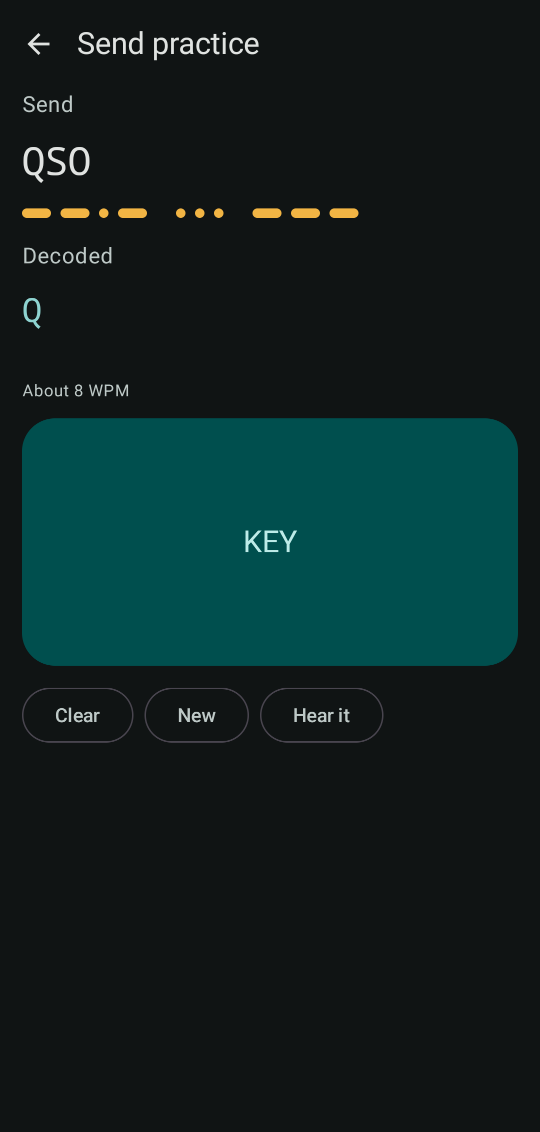 Send practice
Send
QSO
Decoded
Q
About 8 WPM
KEY
Clear New Hear it